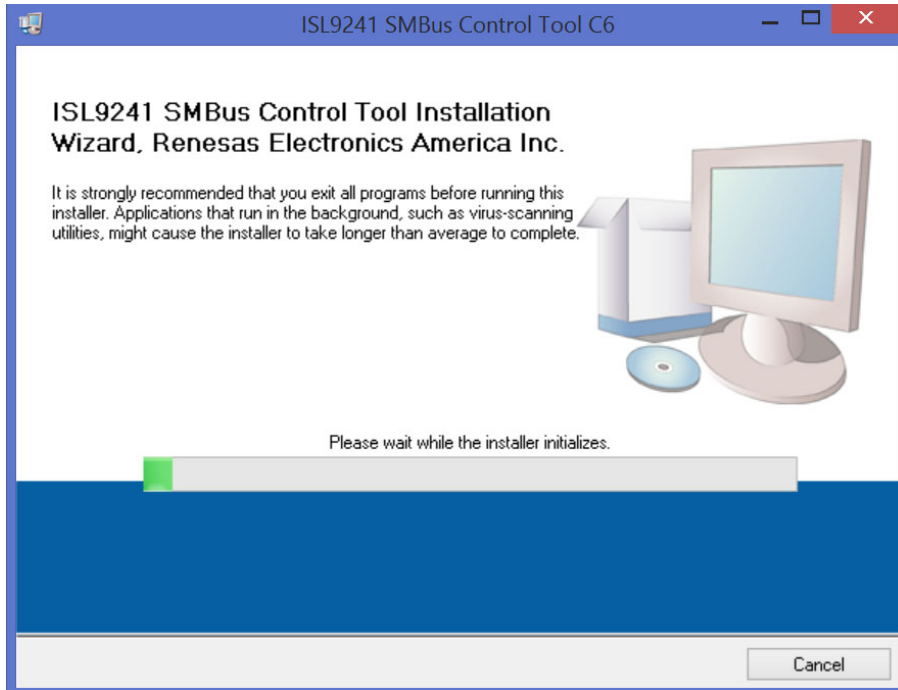 ISL9241 SMBus Control Tool C6
ISL9241 SMBus Control Tool Installation
Wizard, Renesas Electronics America Inc.
It is strongly recommended that you exit all programs before running this
installer. Applications that run in the background, such as virus-scanning
utilities, might cause the installer to take longer than average to complete.
Please wait while the installer initializes.
Cancel